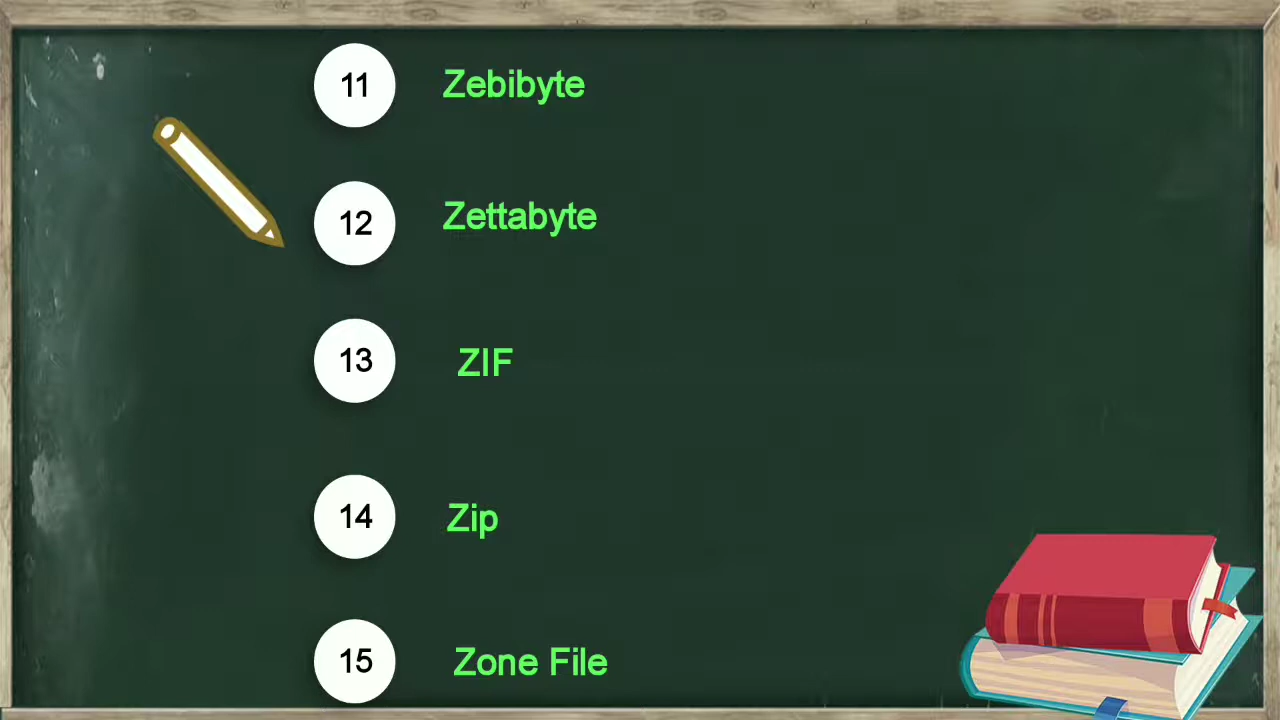 11 Zebibyte
12 Zettabyte
13 ZIF
14 Zip
15 Zone File